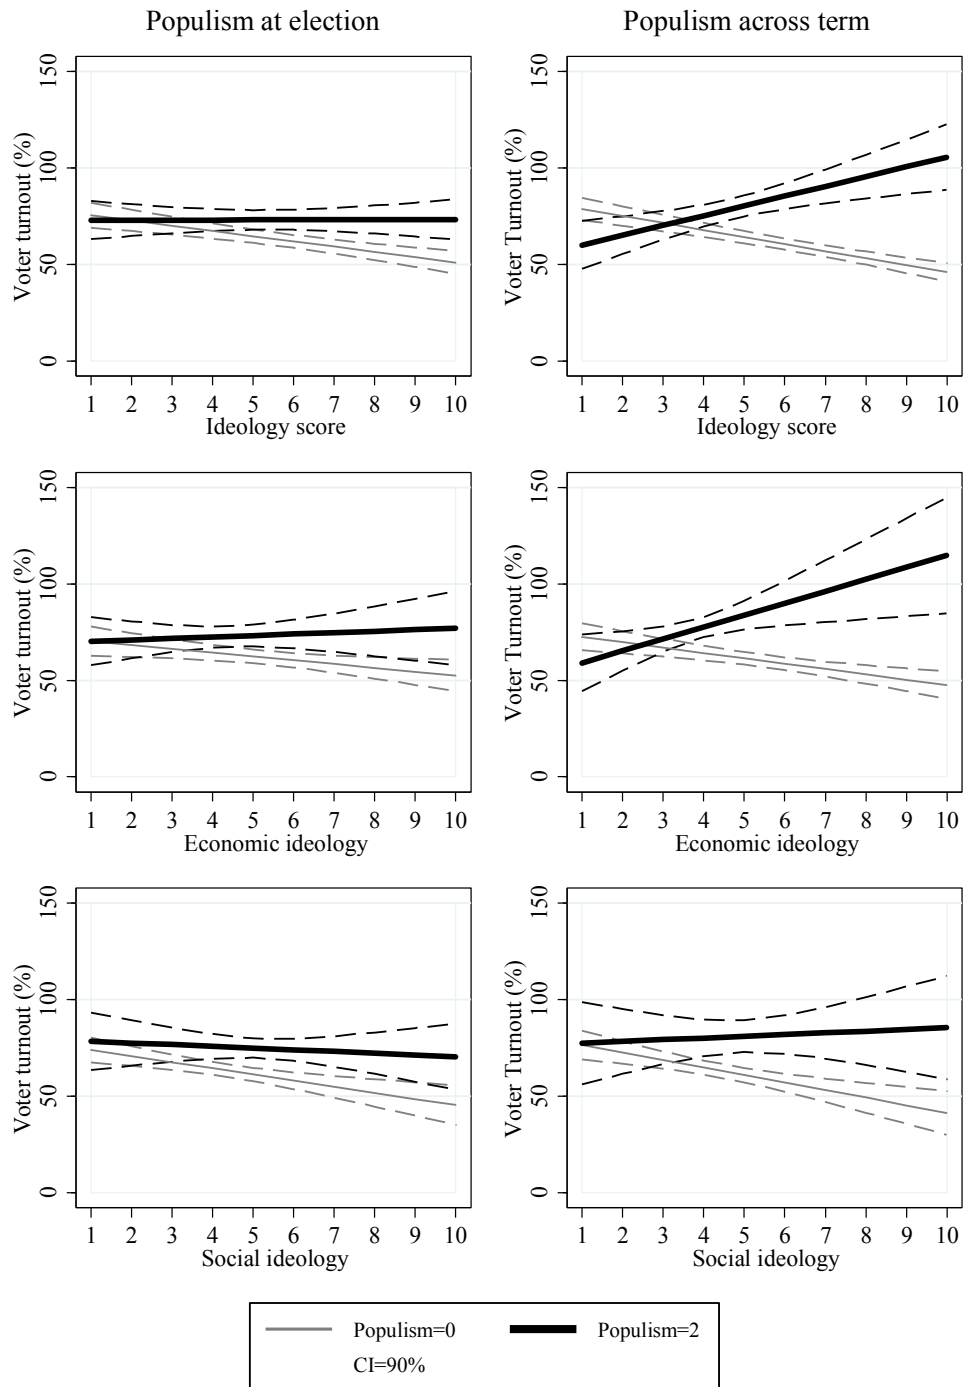 Populism at election
Populism across term
Voter turnout (%)
150
100
50
0
1 2 3 4 5 6 7 8 9 10
Ideology score
Voter Turnout (%)
150
100
50
0
1 2 3 4 5 6 7 8 9 10
Ideology score
Voter turnout (%)
150
100
50
0
1 2 3 4 5 6 7 8 9 10
Economic ideology
Voter Turnout (%)
150
100
50
0
1 2 3 4 5 6 7 8 9 10
Economic ideology
Voter turnout (%)
150
100
50
0
1 2 3 4 5 6 7 8 9 10
Social ideology
Voter Turnout (%)
150
100
50
0
1 2 3 4 5 6 7 8 9 10
Social ideology
Populism=0
Populism=2
CI=90%